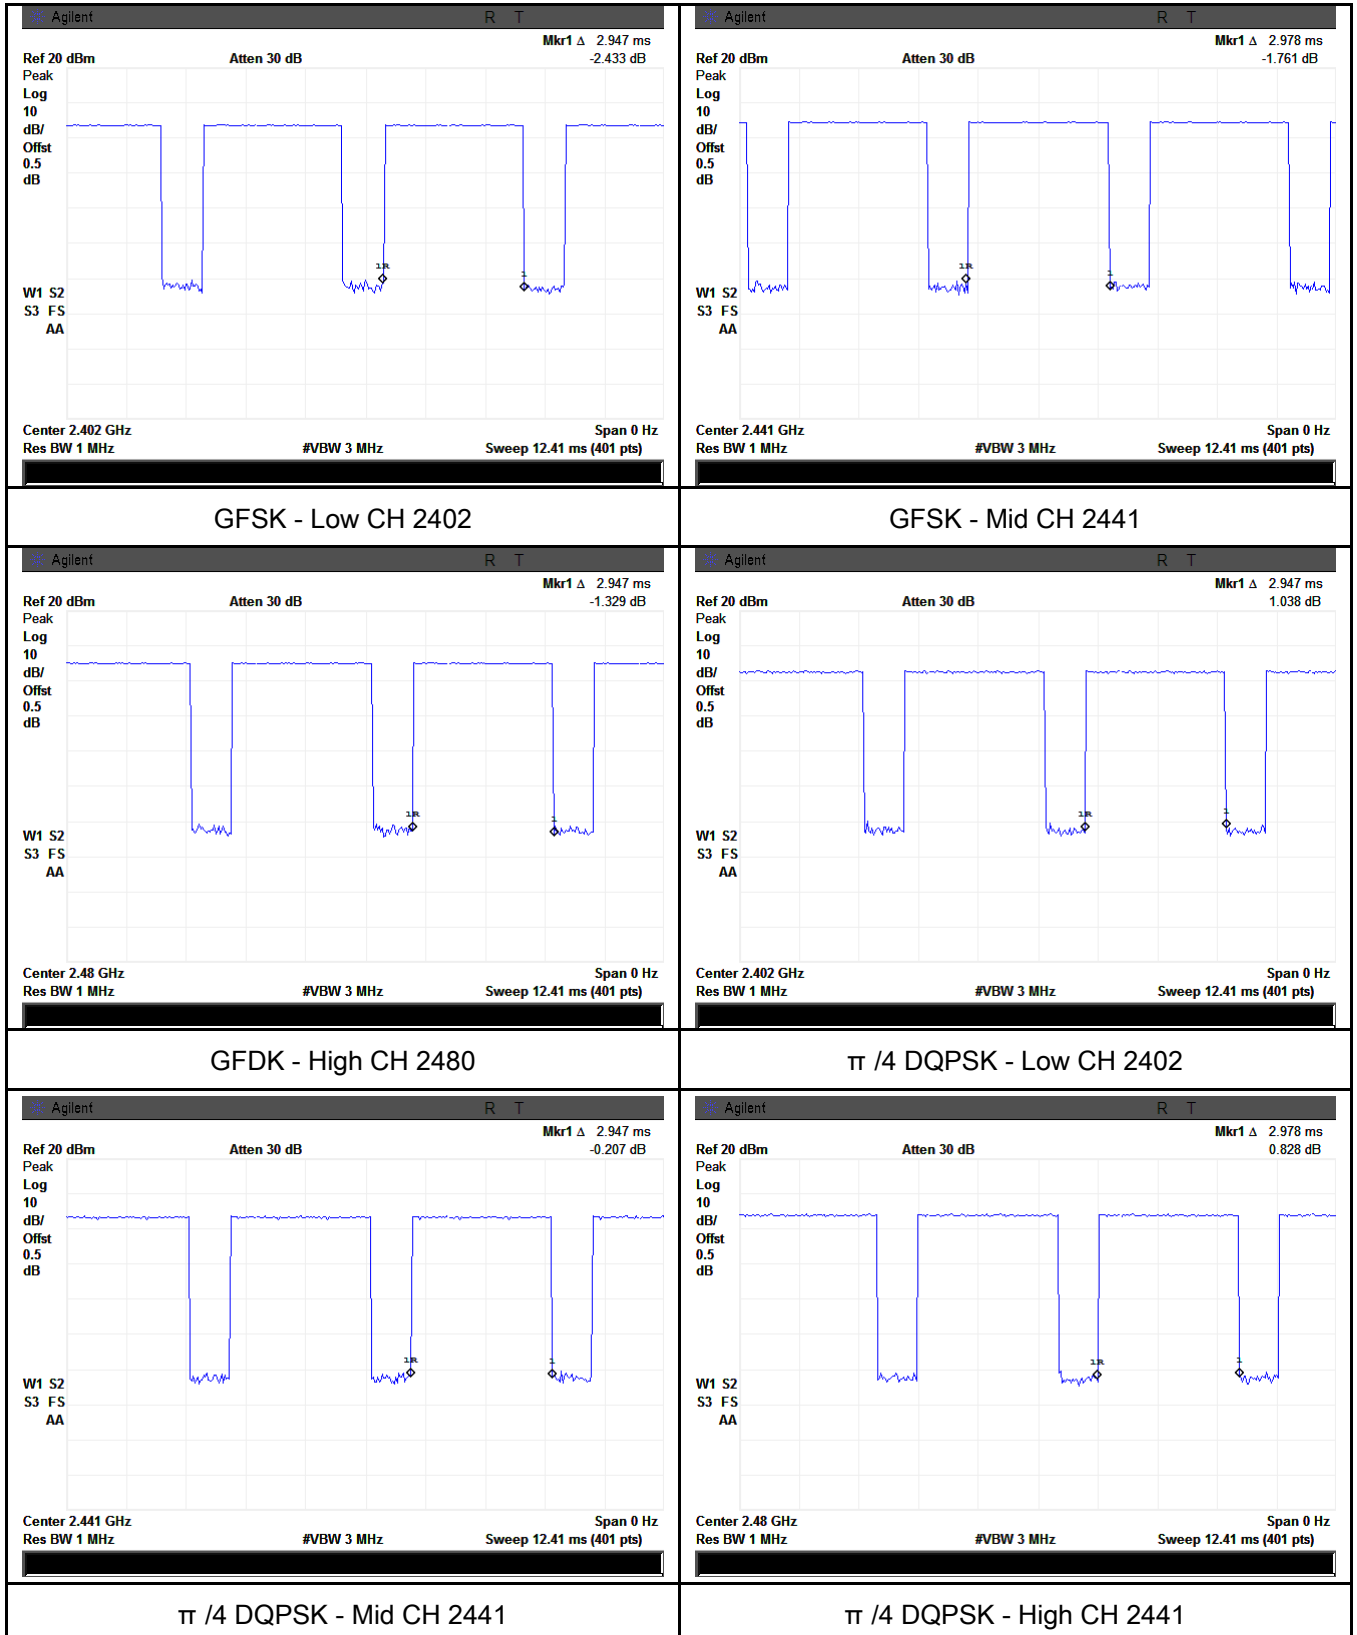 Agilent R T
Mkr1 Δ 2.947 ms
Ref 20 dBm Atten 30 dB -2.433 dB
Peak
Log
10
dB/
Offst
0.5
dB
1R
1
W1 S2
S3 FS
AA
Center 2.402 GHz Span 0 Hz
Res BW 1 MHz #VBW 3 MHz Sweep 12.41 ms (401 pts)
GFSK - Low CH 2402
Agilent R T
Mkr1 Δ 2.978 ms
Ref 20 dBm Atten 30 dB -1.761 dB
Peak
Log
10
dB/
Offst
0.5
dB
1R
1
W1 S2
S3 FS
AA
Center 2.441 GHz Span 0 Hz
Res BW 1 MHz #VBW 3 MHz Sweep 12.41 ms (401 pts)
GFSK - Mid CH 2441
Agilent R T
Mkr1 Δ 2.947 ms
Ref 20 dBm Atten 30 dB -1.329 dB
Peak
Log
10
dB/
Offst
0.5
dB
1R
1
W1 S2
S3 FS
AA
Center 2.48 GHz Span 0 Hz
Res BW 1 MHz #VBW 3 MHz Sweep 12.41 ms (401 pts)
GFDK - High CH 2480
Agilent R T
Mkr1 Δ 2.947 ms
Ref 20 dBm Atten 30 dB 1.038 dB
Peak
Log
10
dB/
Offst
0.5
dB
1R
1
W1 S2
S3 FS
AA
Center 2.402 GHz Span 0 Hz
Res BW 1 MHz #VBW 3 MHz Sweep 12.41 ms (401 pts)
π /4 DQPSK - Low CH 2402
Agilent R T
Mkr1 Δ 2.947 ms
Ref 20 dBm Atten 30 dB -0.207 dB
Peak
Log
10
dB/
Offst
0.5
dB
1R
1
W1 S2
S3 FS
AA
Center 2.441 GHz Span 0 Hz
Res BW 1 MHz #VBW 3 MHz Sweep 12.41 ms (401 pts)
π /4 DQPSK - Mid CH 2441
Agilent R T
Mkr1 Δ 2.978 ms
Ref 20 dBm Atten 30 dB 0.828 dB
Peak
Log
10
dB/
Offst
0.5
dB
1R
1
W1 S2
S3 FS
AA
Center 2.48 GHz Span 0 Hz
Res BW 1 MHz #VBW 3 MHz Sweep 12.41 ms (401 pts)
π /4 DQPSK - High CH 2441